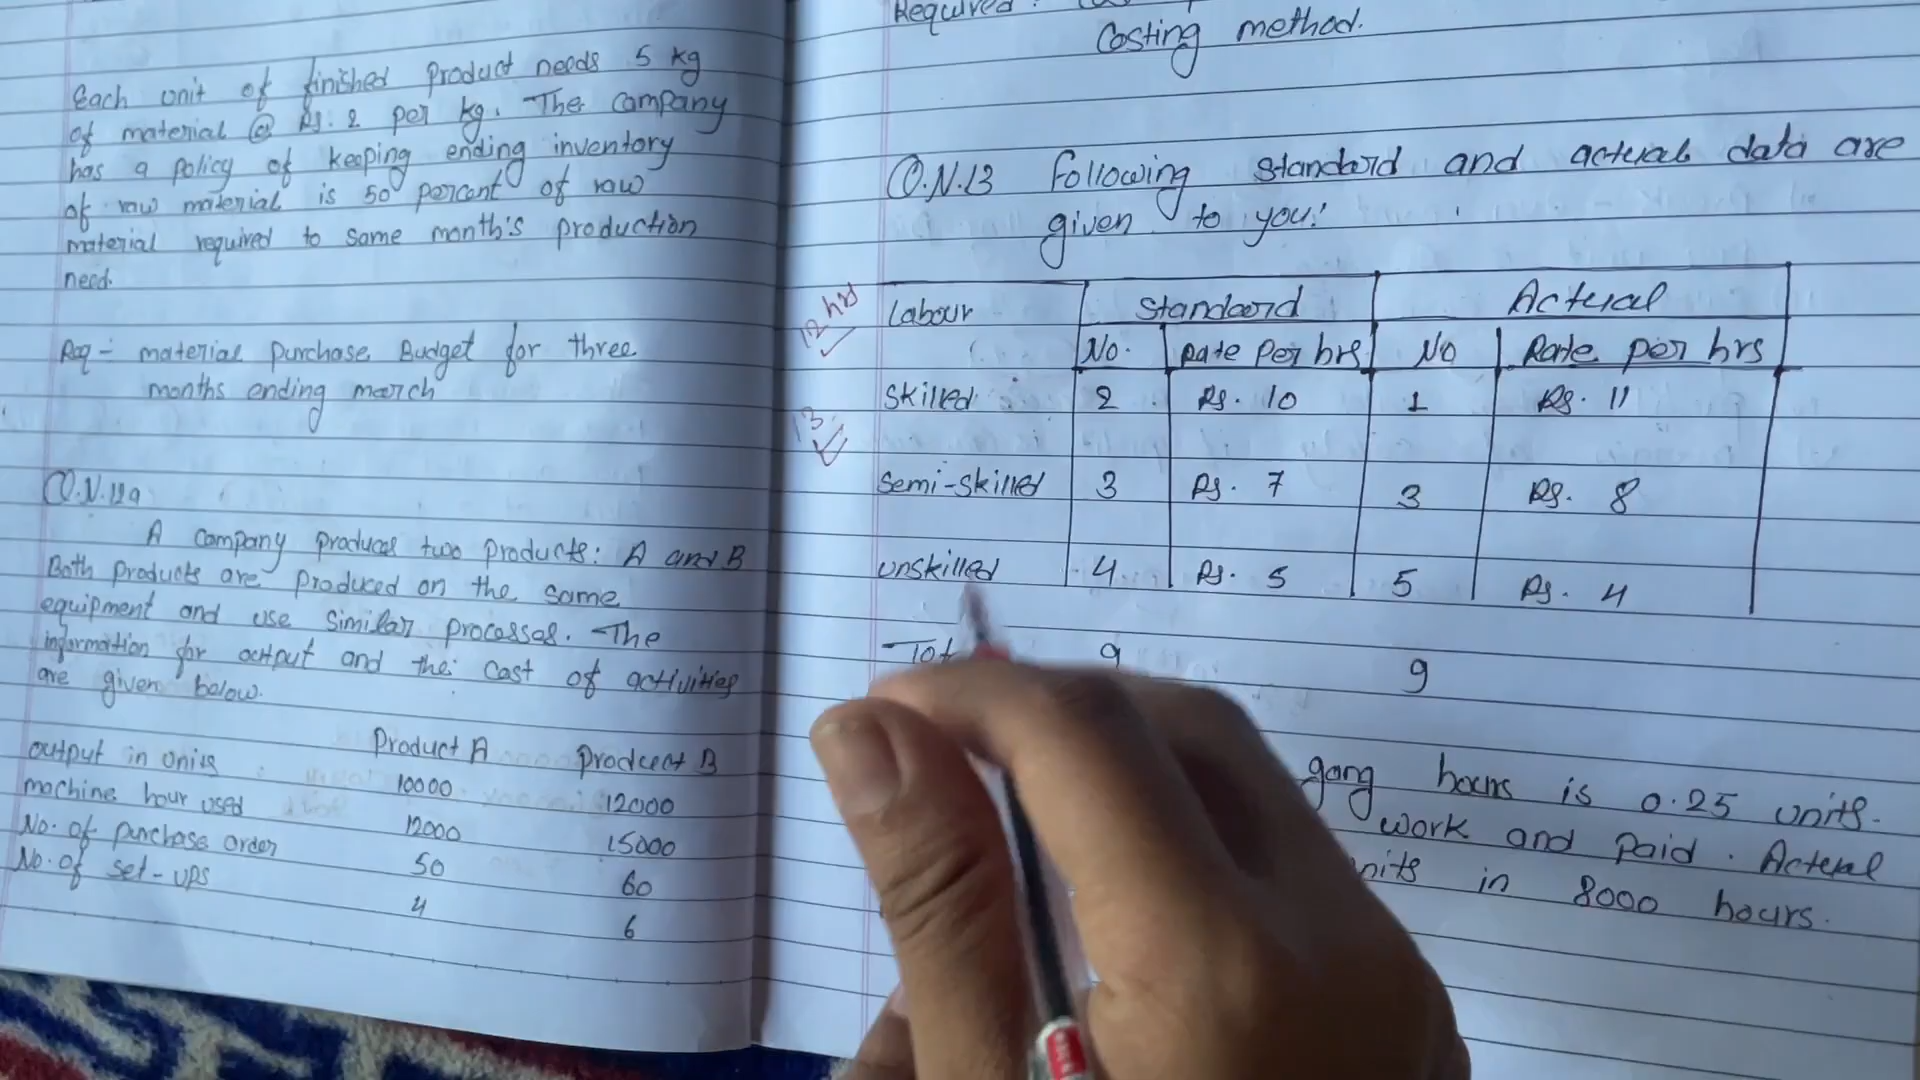 Each unit of finished product needs 5 kg
of material @ Rs. 2 per kg. The company
has a policy of keeping ending inventory
of raw material is 50 percent of raw
material required to same month's production
need.
Req - material purchase Budget for three
months ending march
Q.N.12a
A company produces two products: A and B
Both products are produced on the same
equipment and use similar processes. The
information for output and the cost of activities
are given below.
Product A Product B
output in units 10000 12000
machine hour used 12000 15000
No. of purchase order 50 60
No. of set-ups 4 6
Required:
Costing method.
Q.N.13 Following standard and actual data are
given to you:
12 hrs
13.
Labour Standard Actual
No. Rate per hrs No Rate per hrs
Skilled 2 Rs. 10 1 Rs. 11
Semi-skilled 3 Rs. 7 3 Rs. 8
unskilled 4 Rs. 5 5 Rs. 4
9 9
gang hours is 0.25 units.
work and paid. Actual
in 8000 hours.